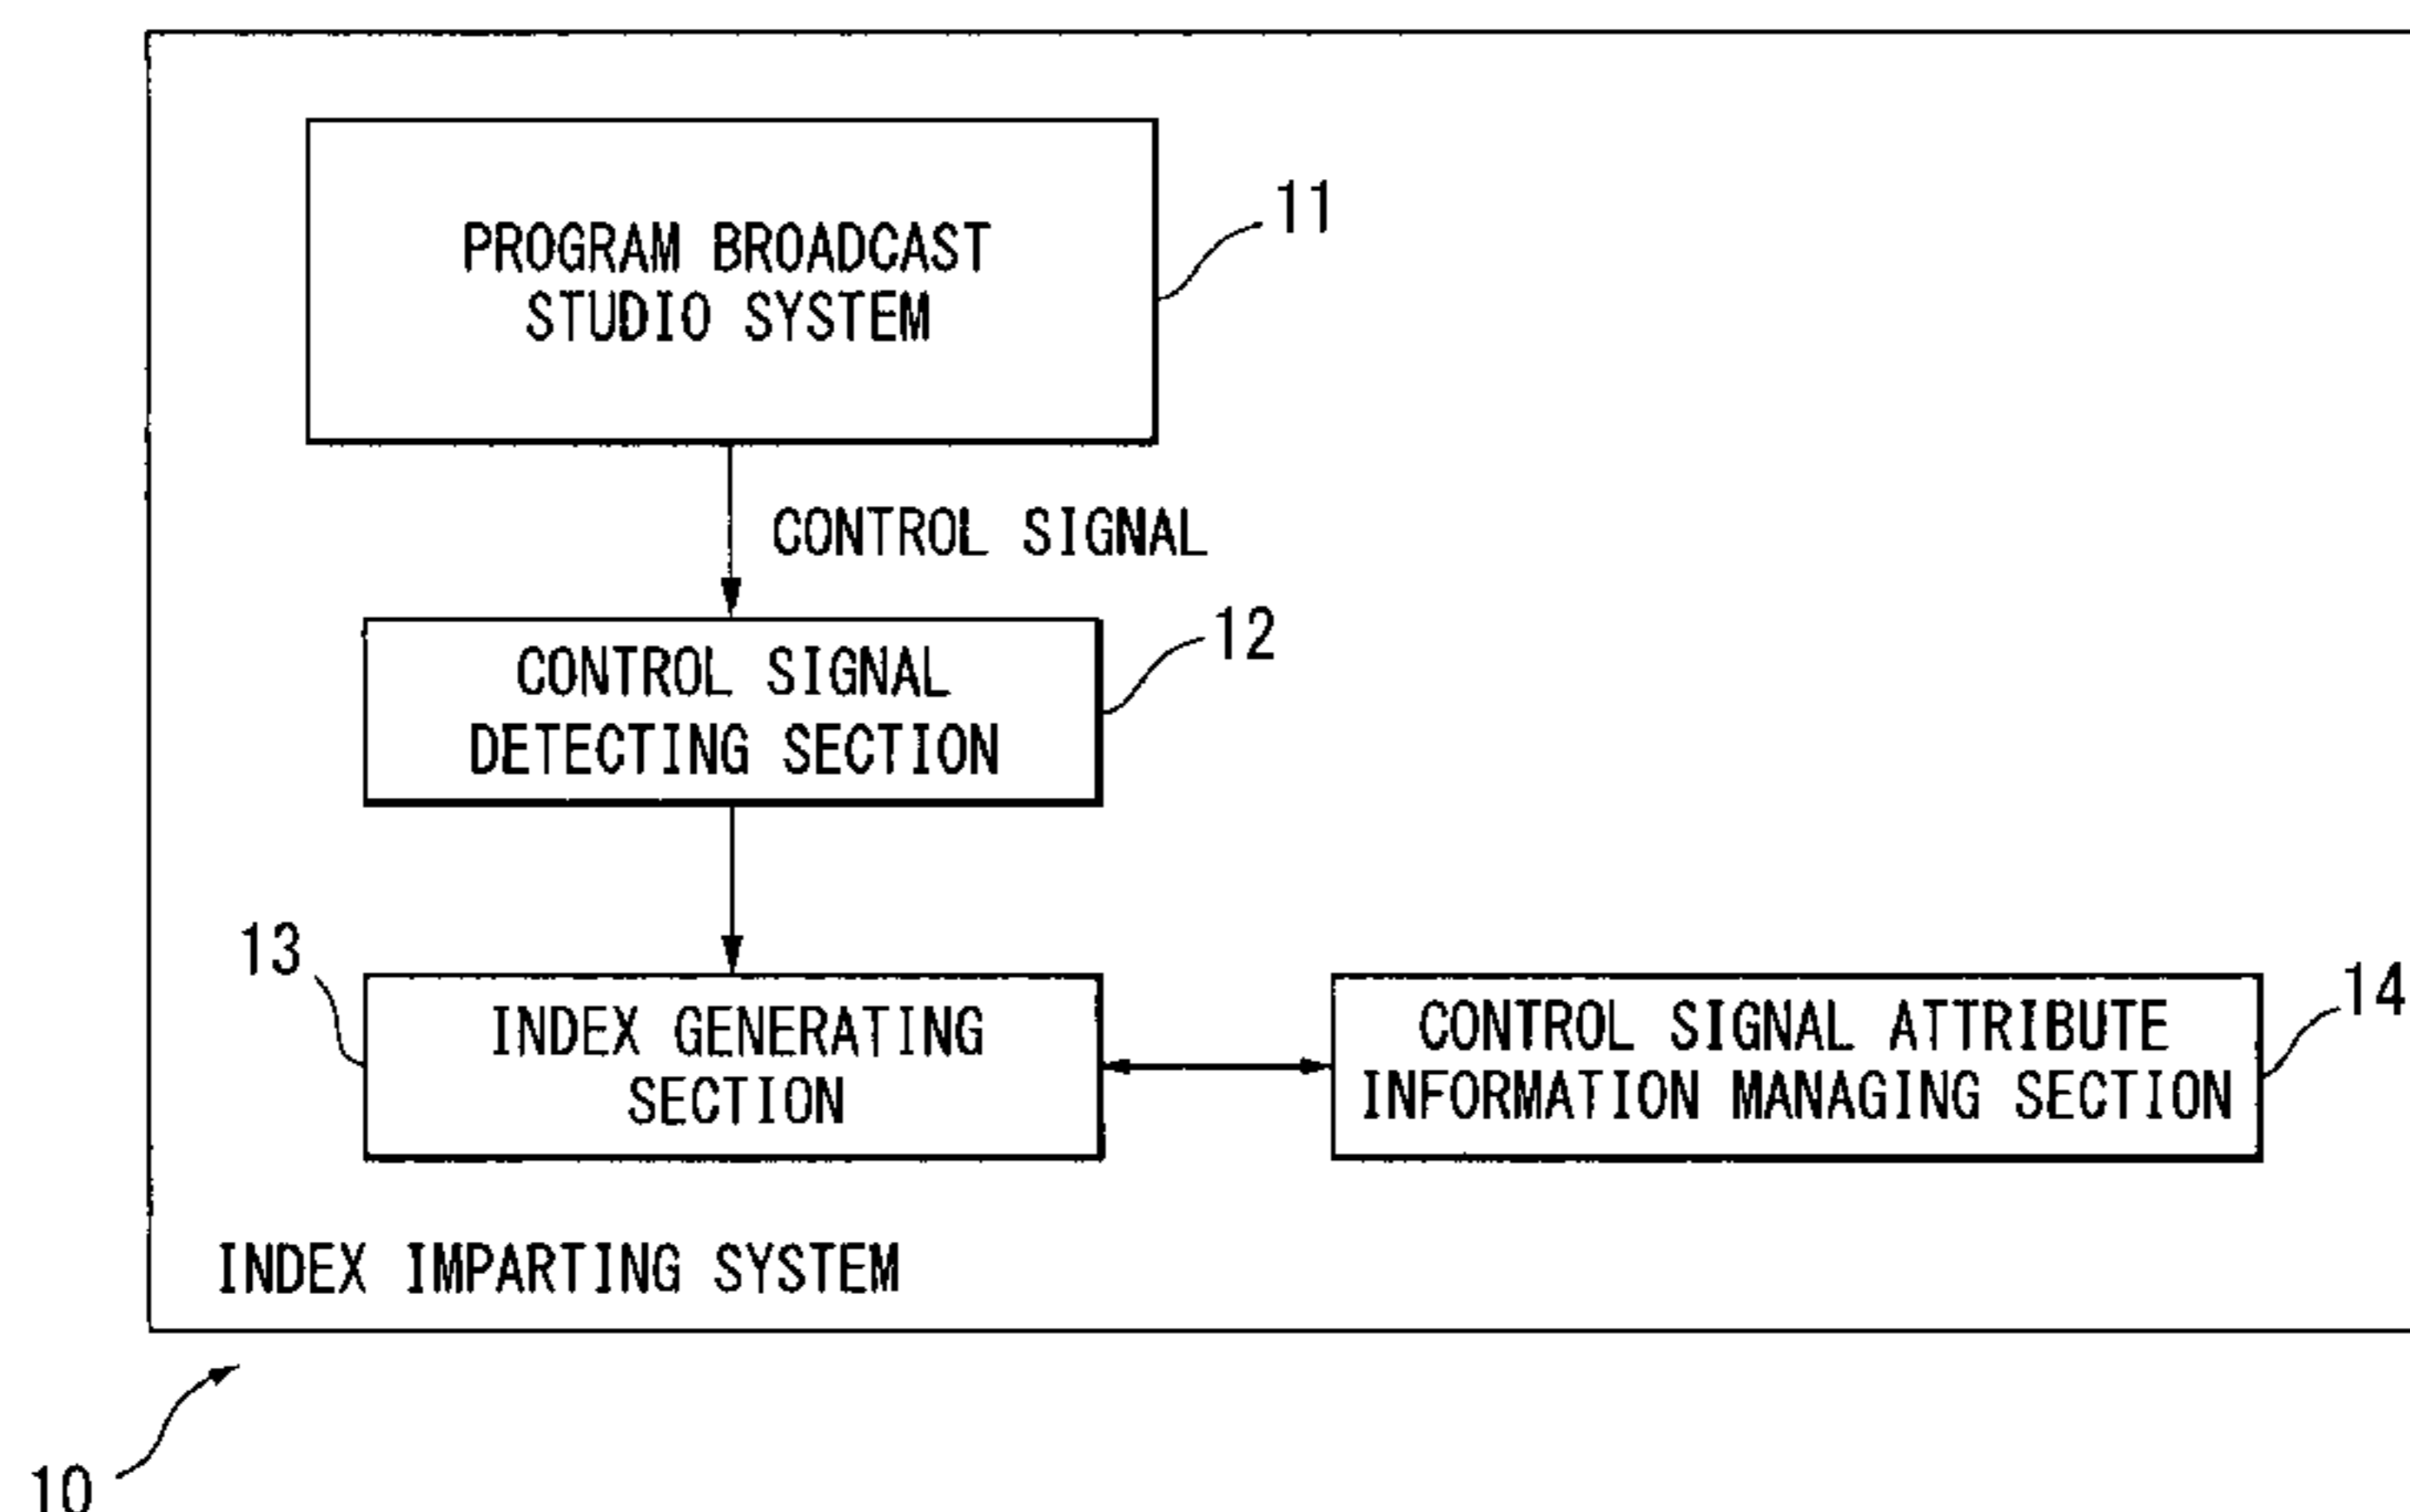 11
PROGRAM BROADCAST
STUDIO SYSTEM
CONTROL SIGNAL
12
CONTROL SIGNAL
DETECTING SECTION
13
INDEX GENERATING
SECTION
14
CONTROL SIGNAL ATTRIBUTE
INFORMATION MANAGING SECTION
INDEX IMPARTING SYSTEM
10